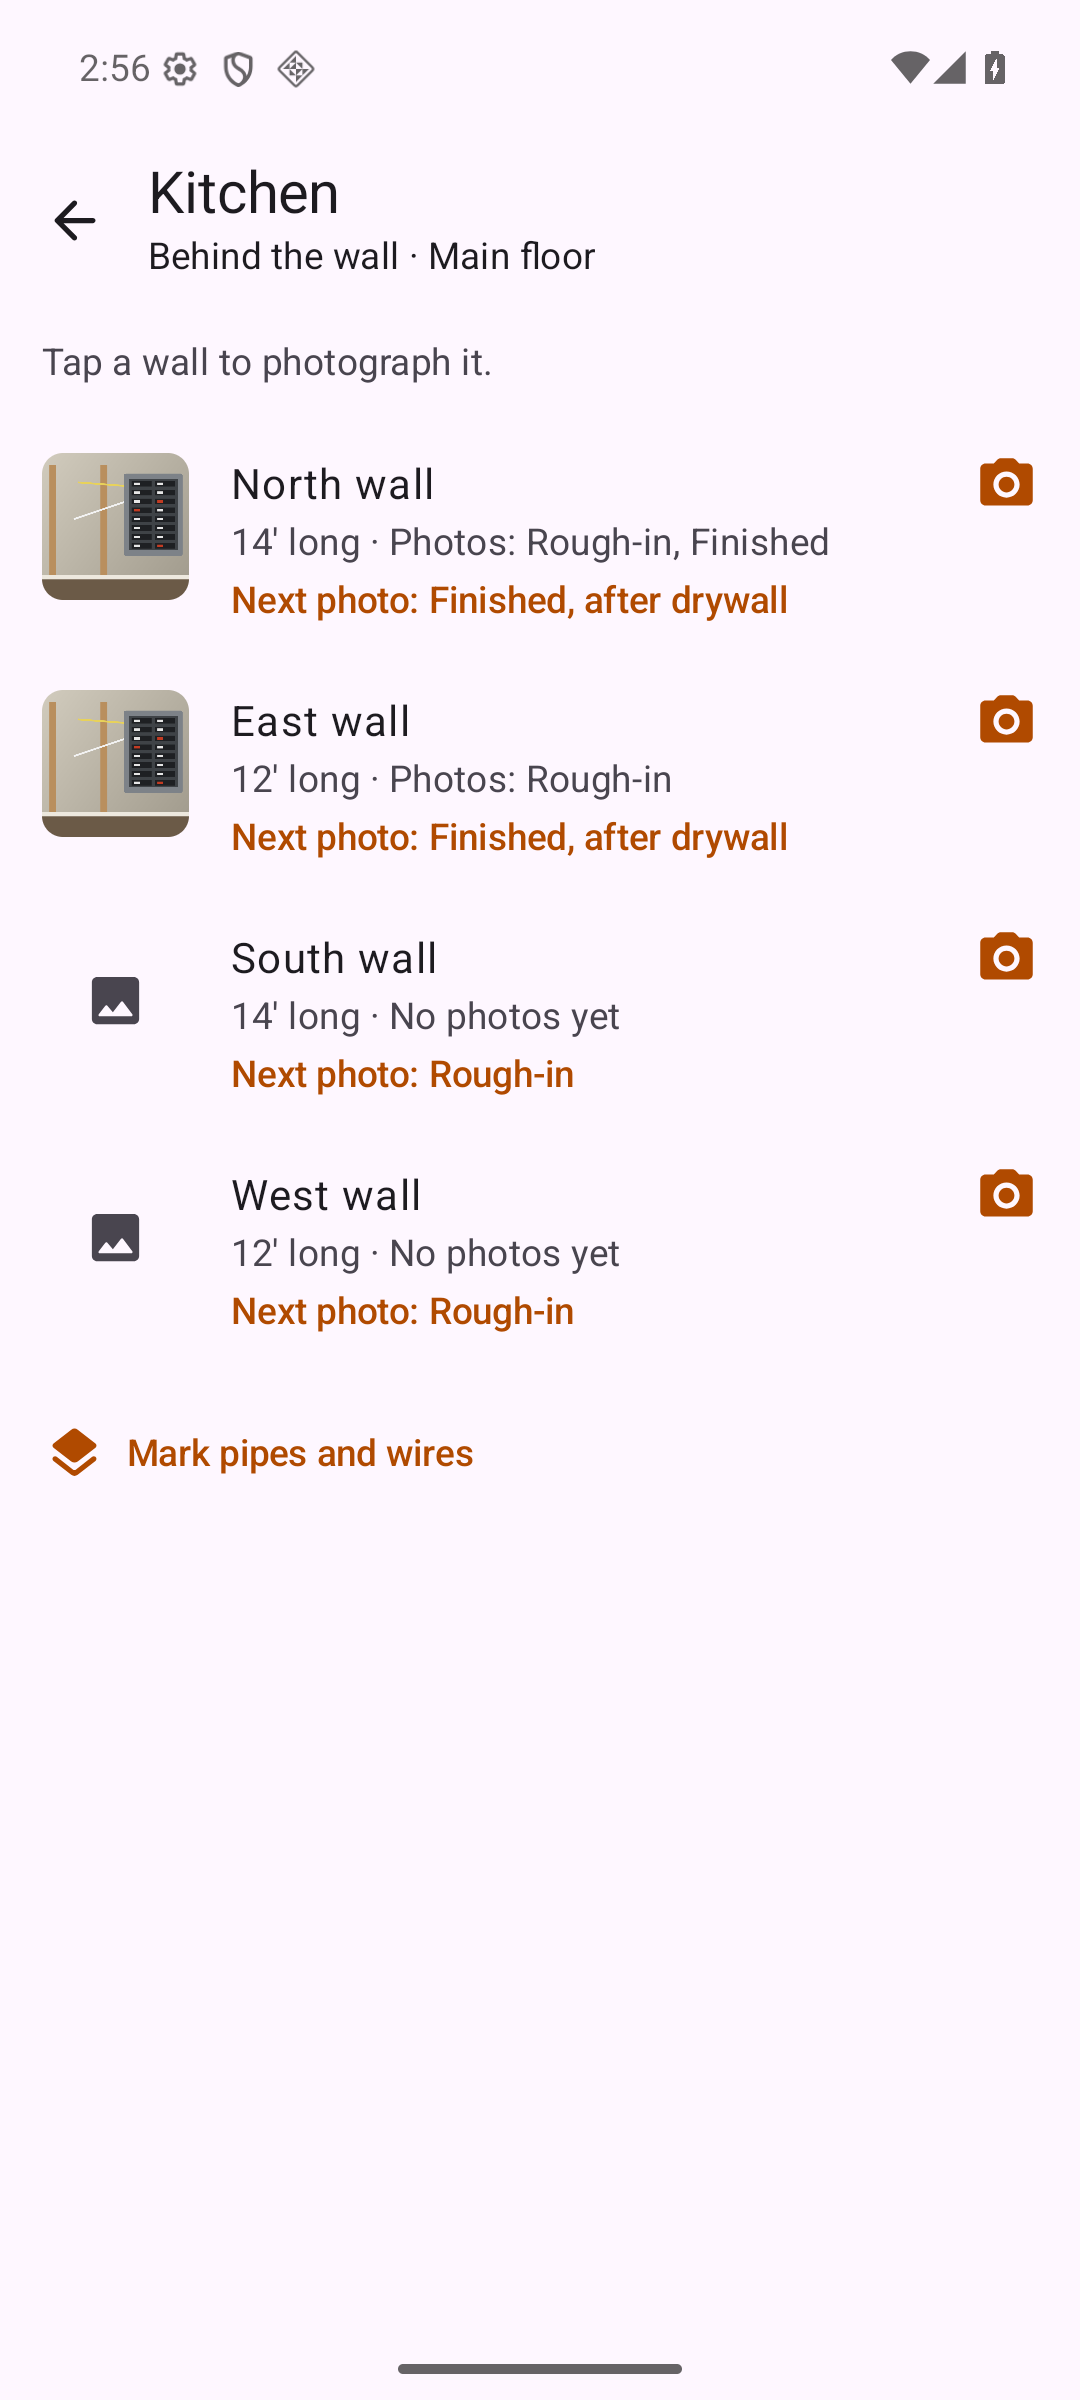 2:56
Kitchen
Behind the wall · Main floor
Tap a wall to photograph it.
North wall
14' long · Photos: Rough-in, Finished
Next photo: Finished, after drywall
East wall
12' long · Photos: Rough-in
Next photo: Finished, after drywall
South wall
14' long · No photos yet
Next photo: Rough-in
West wall
12' long · No photos yet
Next photo: Rough-in
Mark pipes and wires